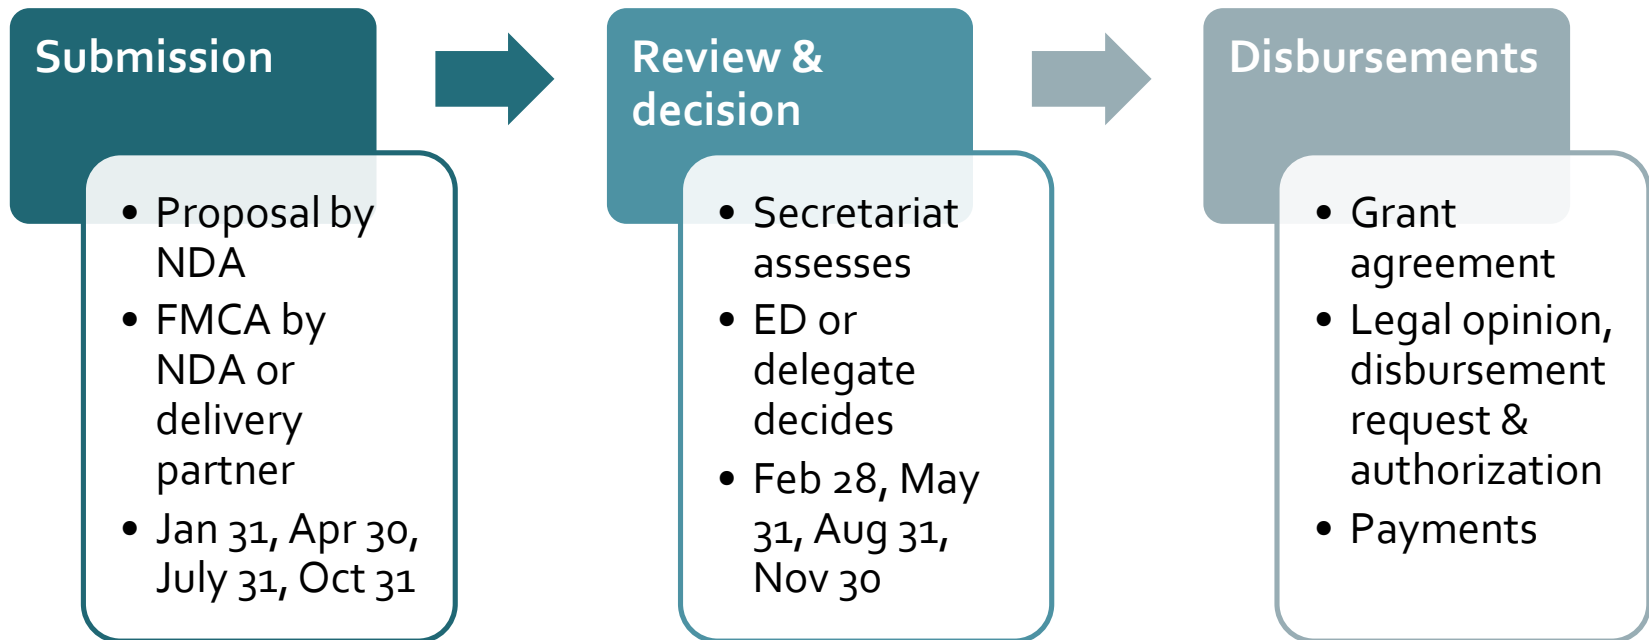 Submission
• Proposal by
NDA
• FMCA by
NDA or
delivery
partner
• Jan 31, Apr 30,
July 31, Oct 31
Review &
decision
• Secretariat
assesses
• ED or
delegate
decides
• Feb 28, May
31, Aug 31,
Nov 30
Disbursements
• Grant
agreement
• Legal opinion,
disbursement
request &
authorization
• Payments